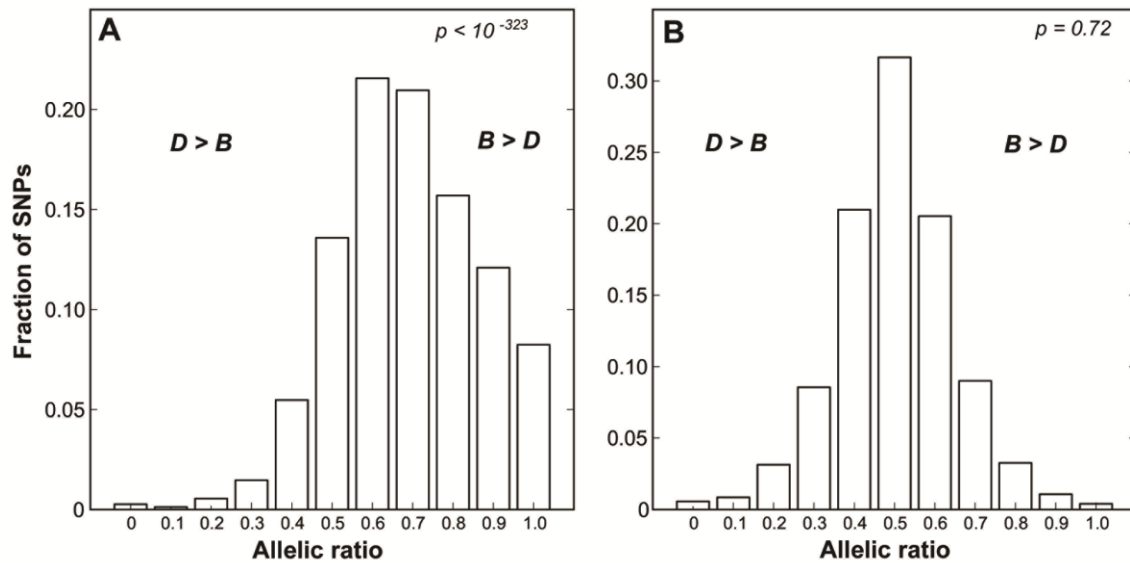 A
p < 10 -323
D > B
B > D
0.20
0.15
0.10
0.05
0
0 0.1 0.2 0.3 0.4 0.5 0.6 0.7 0.8 0.9 1.0
Allelic ratio
Fraction of SNPs
B
p = 0.72
D > B
B > D
0.30
0.25
0.20
0.15
0.10
0.05
0
0 0.1 0.2 0.3 0.4 0.5 0.6 0.7 0.8 0.9 1.0
Allelic ratio